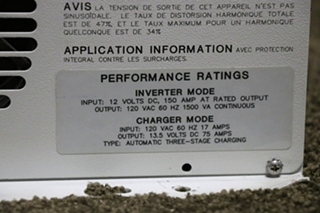 AVIS LA TENSION DE SORTIE DE CET APPAREIL N'EST PAS
SINUSOÏDALE. LE TAUX DE DISTORSION HARMONIQUE TOTALE
EST DE 47% ET LE TAUX MAXIMUM POUR UN HARMONIQUE
QUELCONQUE EST DE 34%
APPLICATION INFORMATION AVEC PROTECTION
INTEGRAL CONTRE LES SURCHARGES.
PERFORMANCE RATINGS
INVERTER MODE
INPUT: 12 VOLTS DC, 150 AMP AT RATED OUTPUT
OUTPUT: 120 VAC 60 HZ 1500 VA CONTINUOUS
CHARGER MODE
INPUT: 120 VAC 60 HZ 17 AMPS
OUTPUT: 13.5 VOLTS DC 75 AMPS
TYPE: AUTOMATIC THREE-STAGE CHARGING